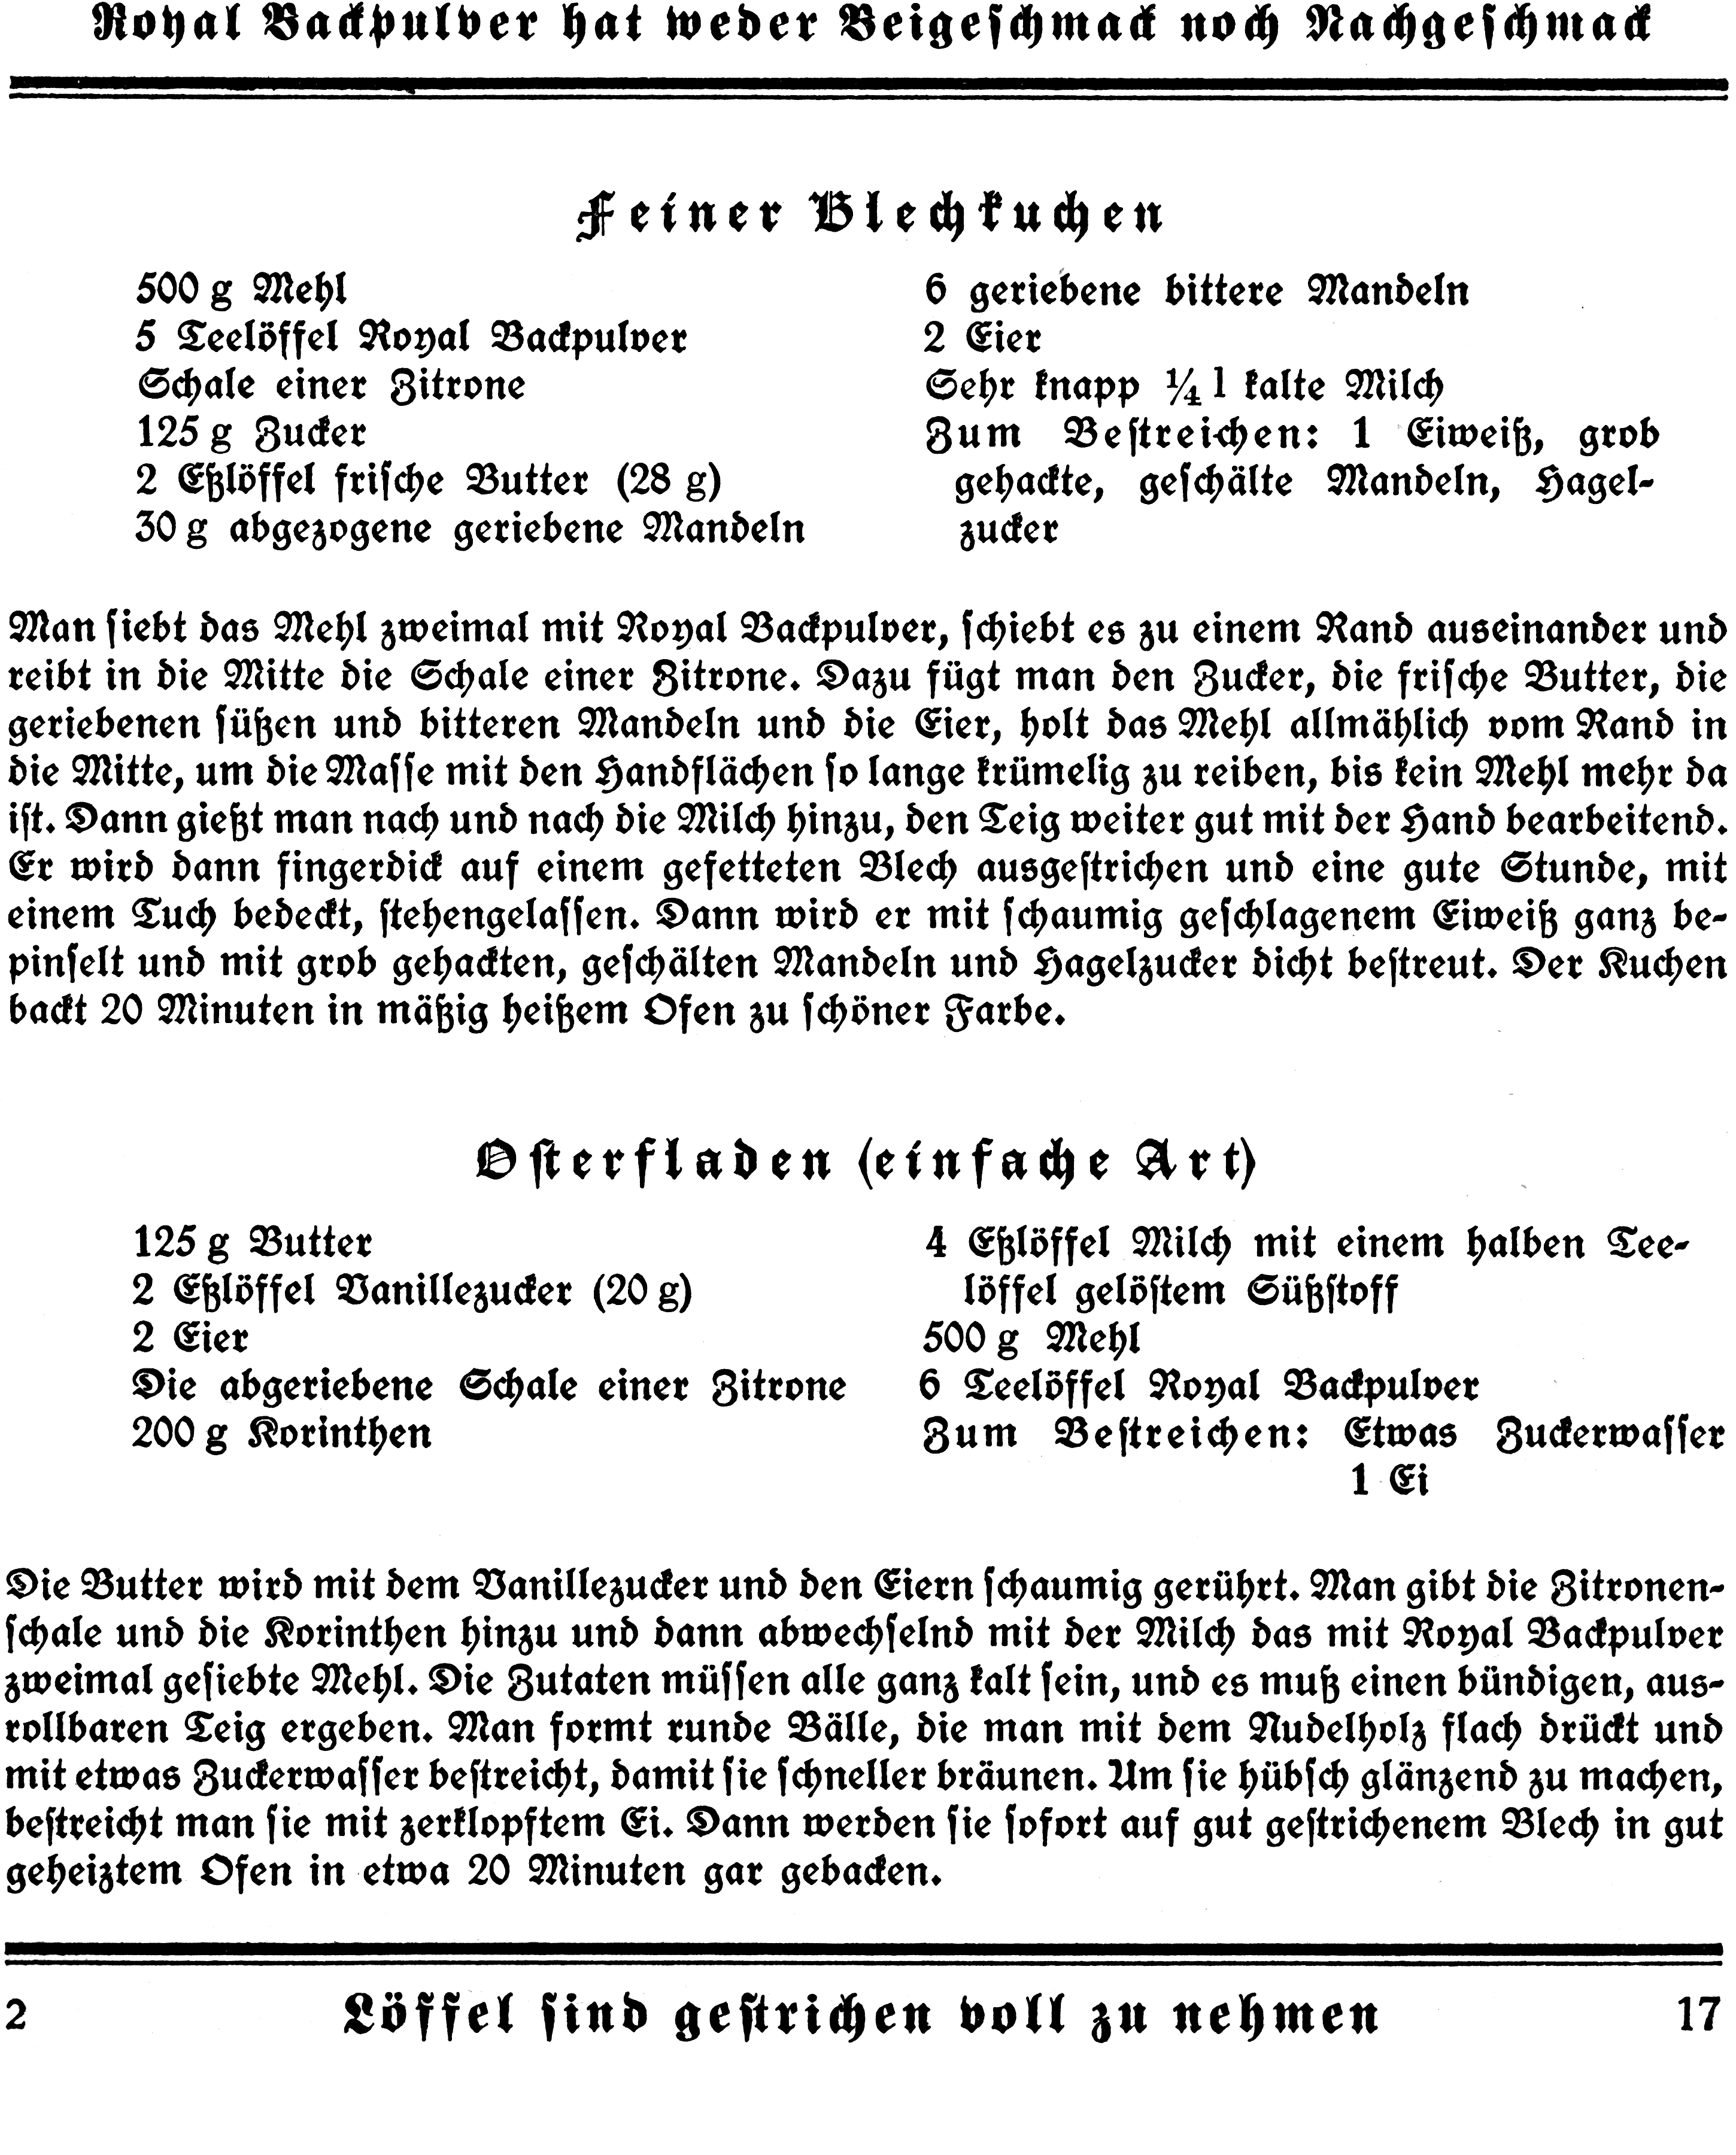 Royal Backpulver hat weder Beigeschmack noch Nachgeschmack
Feiner Blechkuchen
500 g Mehl
5 Teelöffel Royal Backpulver
Schale einer Zitrone
125 g Zucker
2 Eßlöffel frische Butter (28 g)
30 g abgezogene geriebene Mandeln
6 geriebene bittere Mandeln
2 Eier
Sehr knapp ¼ l kalte Milch
Zum Bestreichen: 1 Eiweiß, grob
gehackte, geschälte Mandeln, Hagel-
zucker
Man siebt das Mehl zweimal mit Royal Backpulver, schiebt es zu einem Rand auseinander und
reibt in die Mitte die Schale einer Zitrone. Dazu fügt man den Zucker, die frische Butter, die
geriebenen süßen und bitteren Mandeln und die Eier, holt das Mehl allmählich vom Rand in
die Mitte, um die Masse mit den Handflächen so lange krümelig zu reiben, bis kein Mehl mehr da
ist. Dann gießt man nach und nach die Milch hinzu, den Teig weiter gut mit der Hand bearbeitend.
Er wird dann fingerdick auf einem gefetteten Blech ausgestrichen und eine gute Stunde, mit
einem Tuch bedeckt, stehengelassen. Dann wird er mit schaumig geschlagenem Eiweiß ganz be-
pinselt und mit grob gehackten, geschälten Mandeln und Hagelzucker dicht bestreut. Der Kuchen
backt 20 Minuten in mäßig heißem Ofen zu schöner Farbe.
Osterfladen (einfache Art)
125 g Butter
2 Eßlöffel Vanillezucker (20 g)
2 Eier
Die abgeriebene Schale einer Zitrone
200 g Korinthen
4 Eßlöffel Milch mit einem halben Tee-
löffel gelöstem Süßstoff
500 g Mehl
6 Teelöffel Royal Backpulver
Zum Bestreichen: Etwas Zuckerwasser
1 Ei
Die Butter wird mit dem Vanillezucker und den Eiern schaumig gerührt. Man gibt die Zitronen-
schale und die Korinthen hinzu und dann abwechselnd mit der Milch das mit Royal Backpulver
zweimal gesiebte Mehl. Die Zutaten müssen alle ganz kalt sein, und es muß einen bündigen, aus-
rollbaren Teig ergeben. Man formt runde Bälle, die man mit dem Nudelholz flach drückt und
mit etwas Zuckerwasser bestreicht, damit sie schneller bräunen. Um sie hübsch glänzend zu machen,
bestreicht man sie mit zerklopftem Ei. Dann werden sie sofort auf gut gestrichenem Blech in gut
geheiztem Ofen in etwa 20 Minuten gar gebacken.
2 Löffel sind gestrichen voll zu nehmen 17